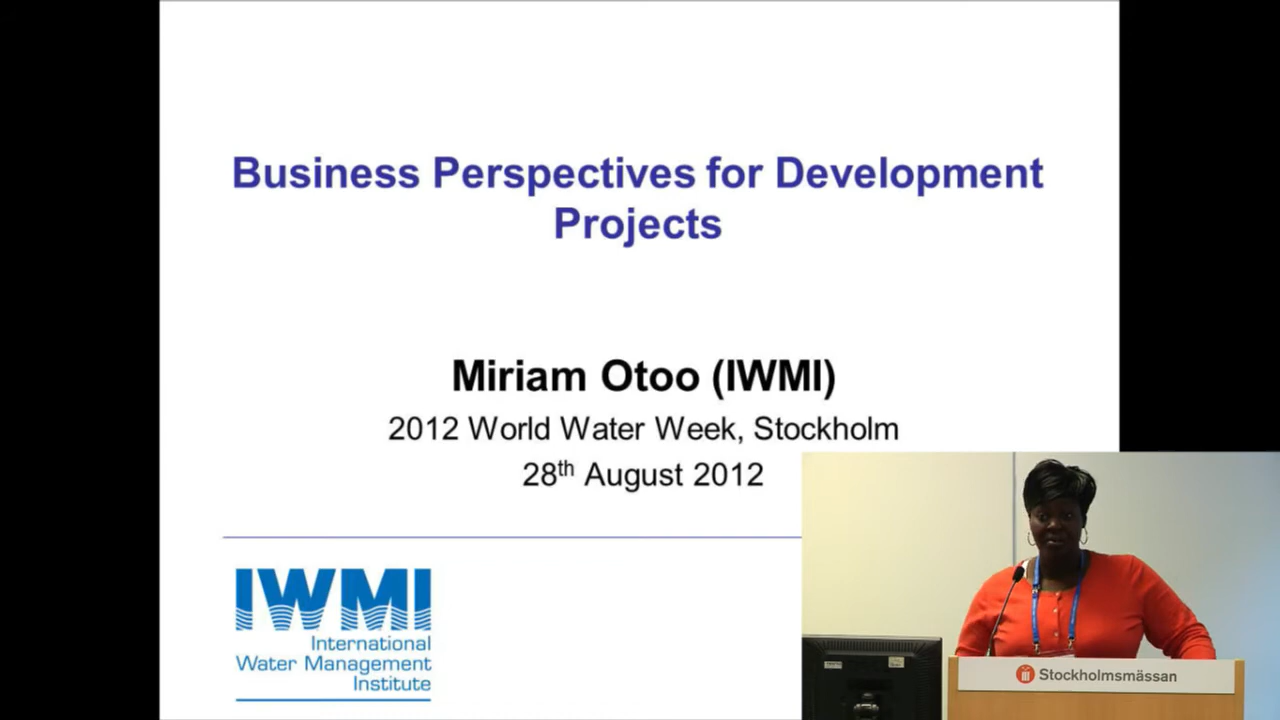 Business Perspectives for Development
Projects
Miriam Otoo (IWMI)
2012 World Water Week, Stockholm
28th August 2012
IWMI
International
Water Management
Institute
Stockholmsmässan